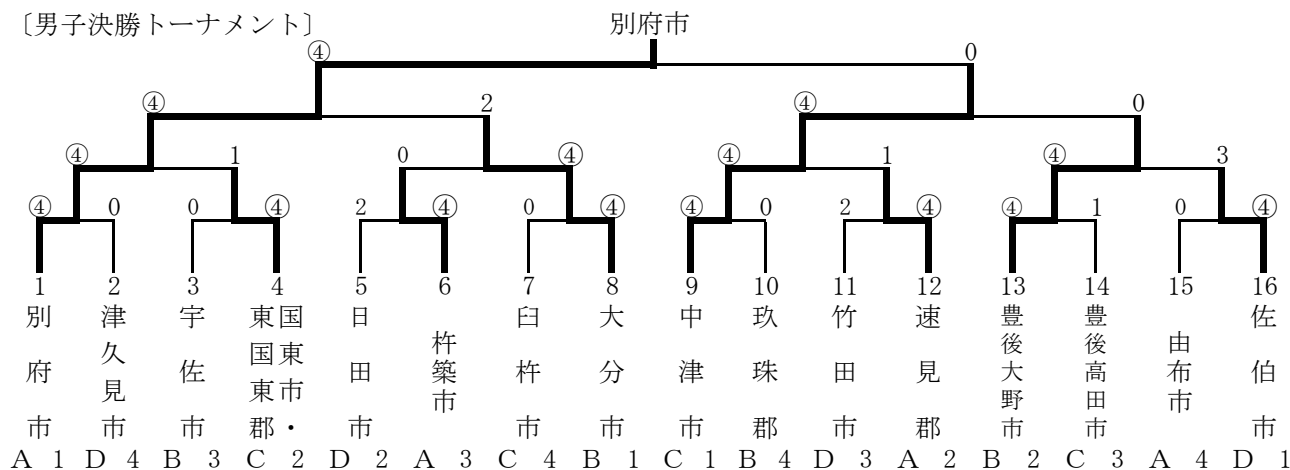 〔男子決勝トーナメント〕
別府市
④ 0
④ 2 ④ 0
④ 1 0 ④ ④ 1 ④ 3
④ 0 0 ④ 2 ④ 0 ④ ④ 0 2 ④ ④ 1 0 ④
1 2 3 4 5 6 7 8 9 10 11 12 13 14 15 16
別府市
津久見市
宇佐市
国東市・
東国東郡
日田市
杵築市
臼杵市
大分市
中津市
玖珠郡
竹田市
速見郡
豊後大野市
豊後高田市
由布市
佐伯市
A 1 D 4 B 3 C 2 D 2 A 3 C 4 B 1 C 1 B 4 D 3 A 2 B 2 C 3 A 4 D 1